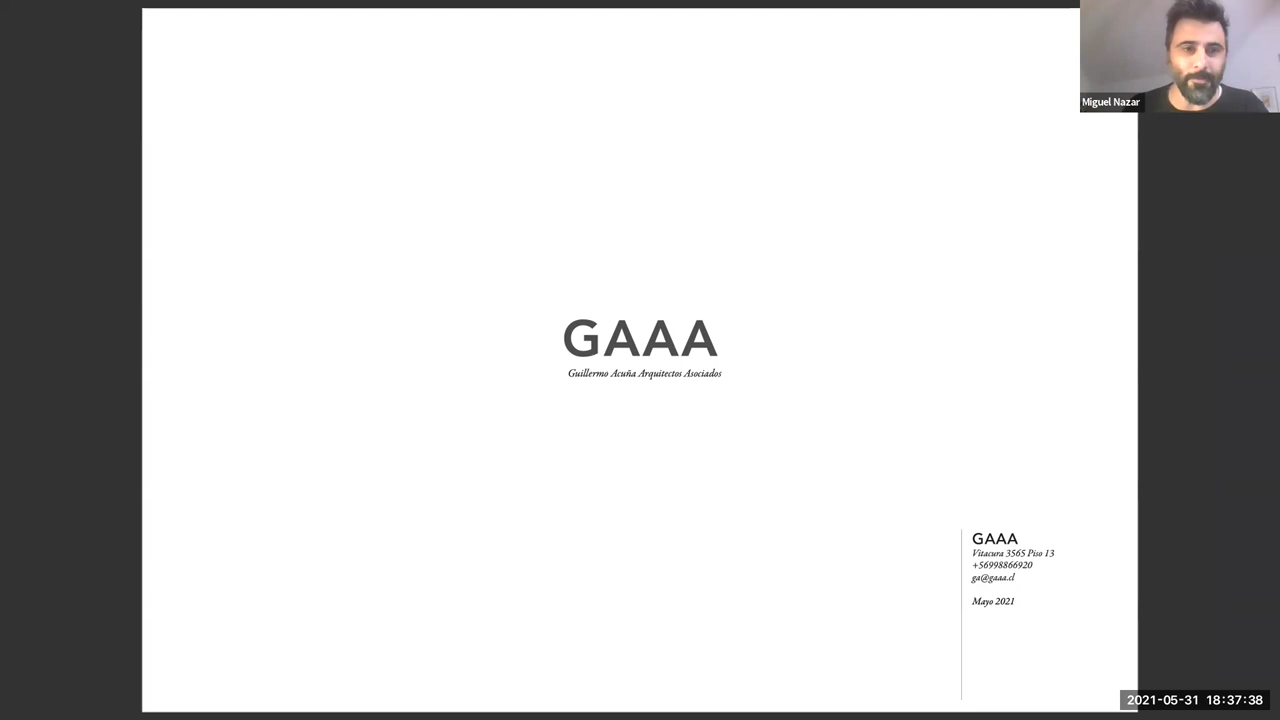 Miguel Nazar
GAAA
Guillermo Acuña Arquitectos Asociados
GAAA
Vitacura 3565 Piso 13
+56998866920
ga@gaaa.cl
Mayo 2021
2021-05-31 18:37:38